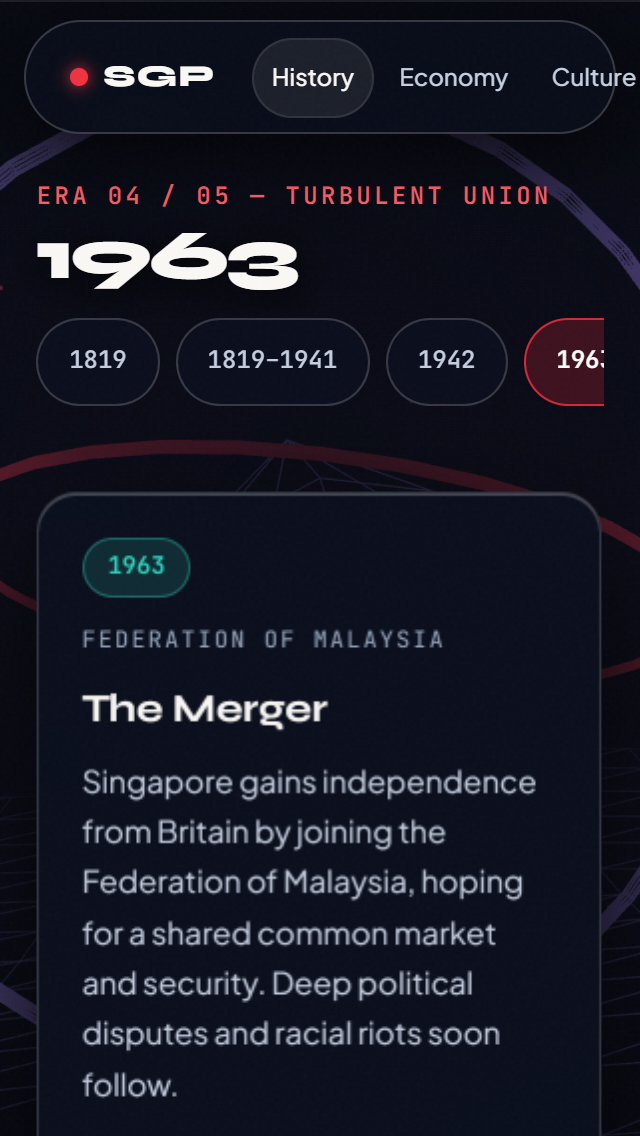 SGP History Economy Culture
ERA 04 / 05 — TURBULENT UNION
1963
1819 1819–1941 1942 1963
1963
FEDERATION OF MALAYSIA
The Merger
Singapore gains independence
from Britain by joining the
Federation of Malaysia, hoping
for a shared common market
and security. Deep political
disputes and racial riots soon
follow.